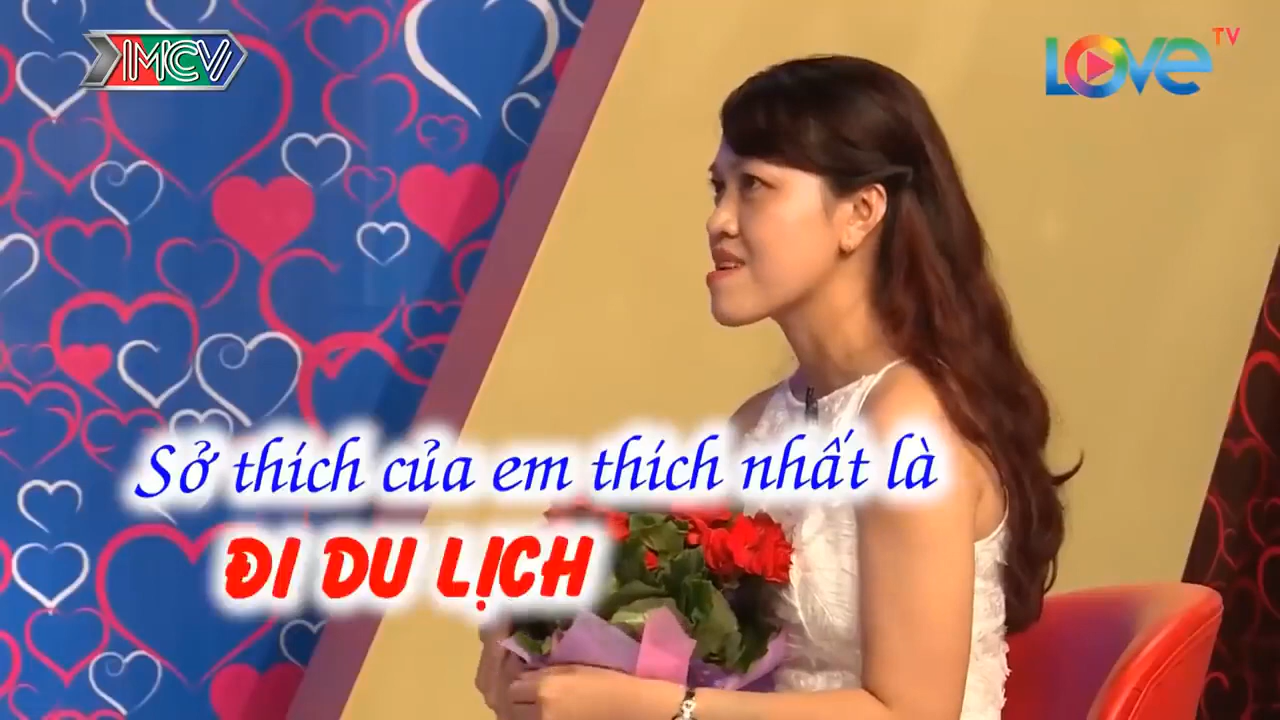 MCV
LOVE TV
Sở thích của em thích nhất là
ĐI DU LỊCH